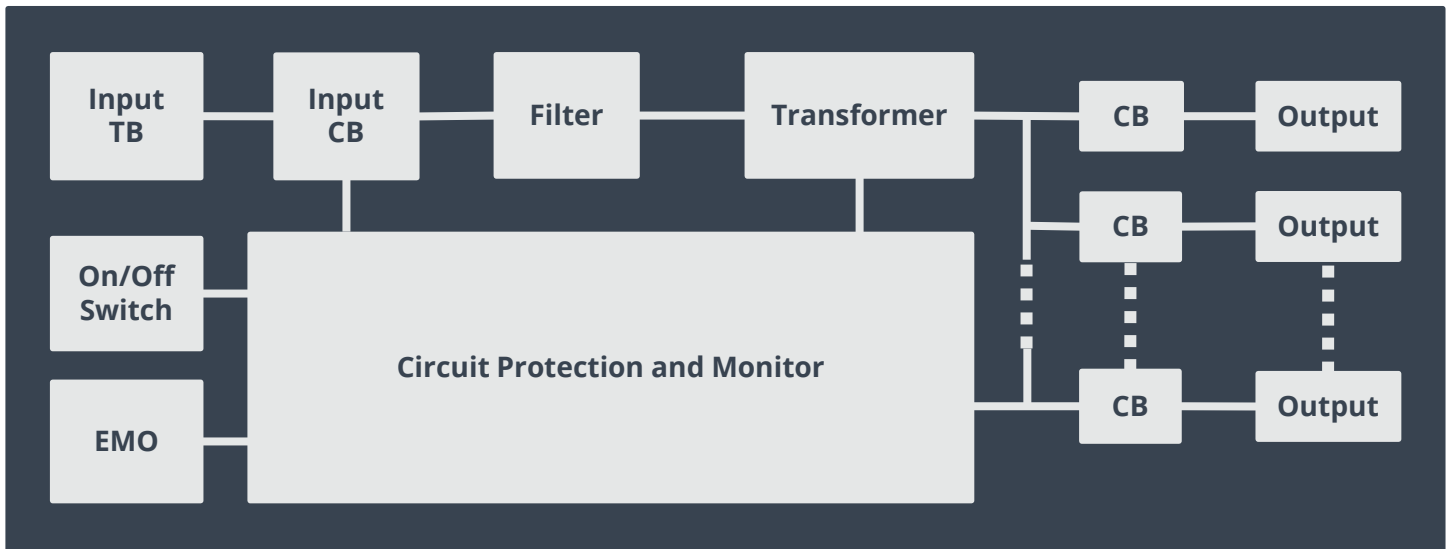 Input
TB
Input
CB
Filter
Transformer
CB
Output
CB
Output
On/Off
Switch
Circuit Protection and Monitor
EMO
CB
Output